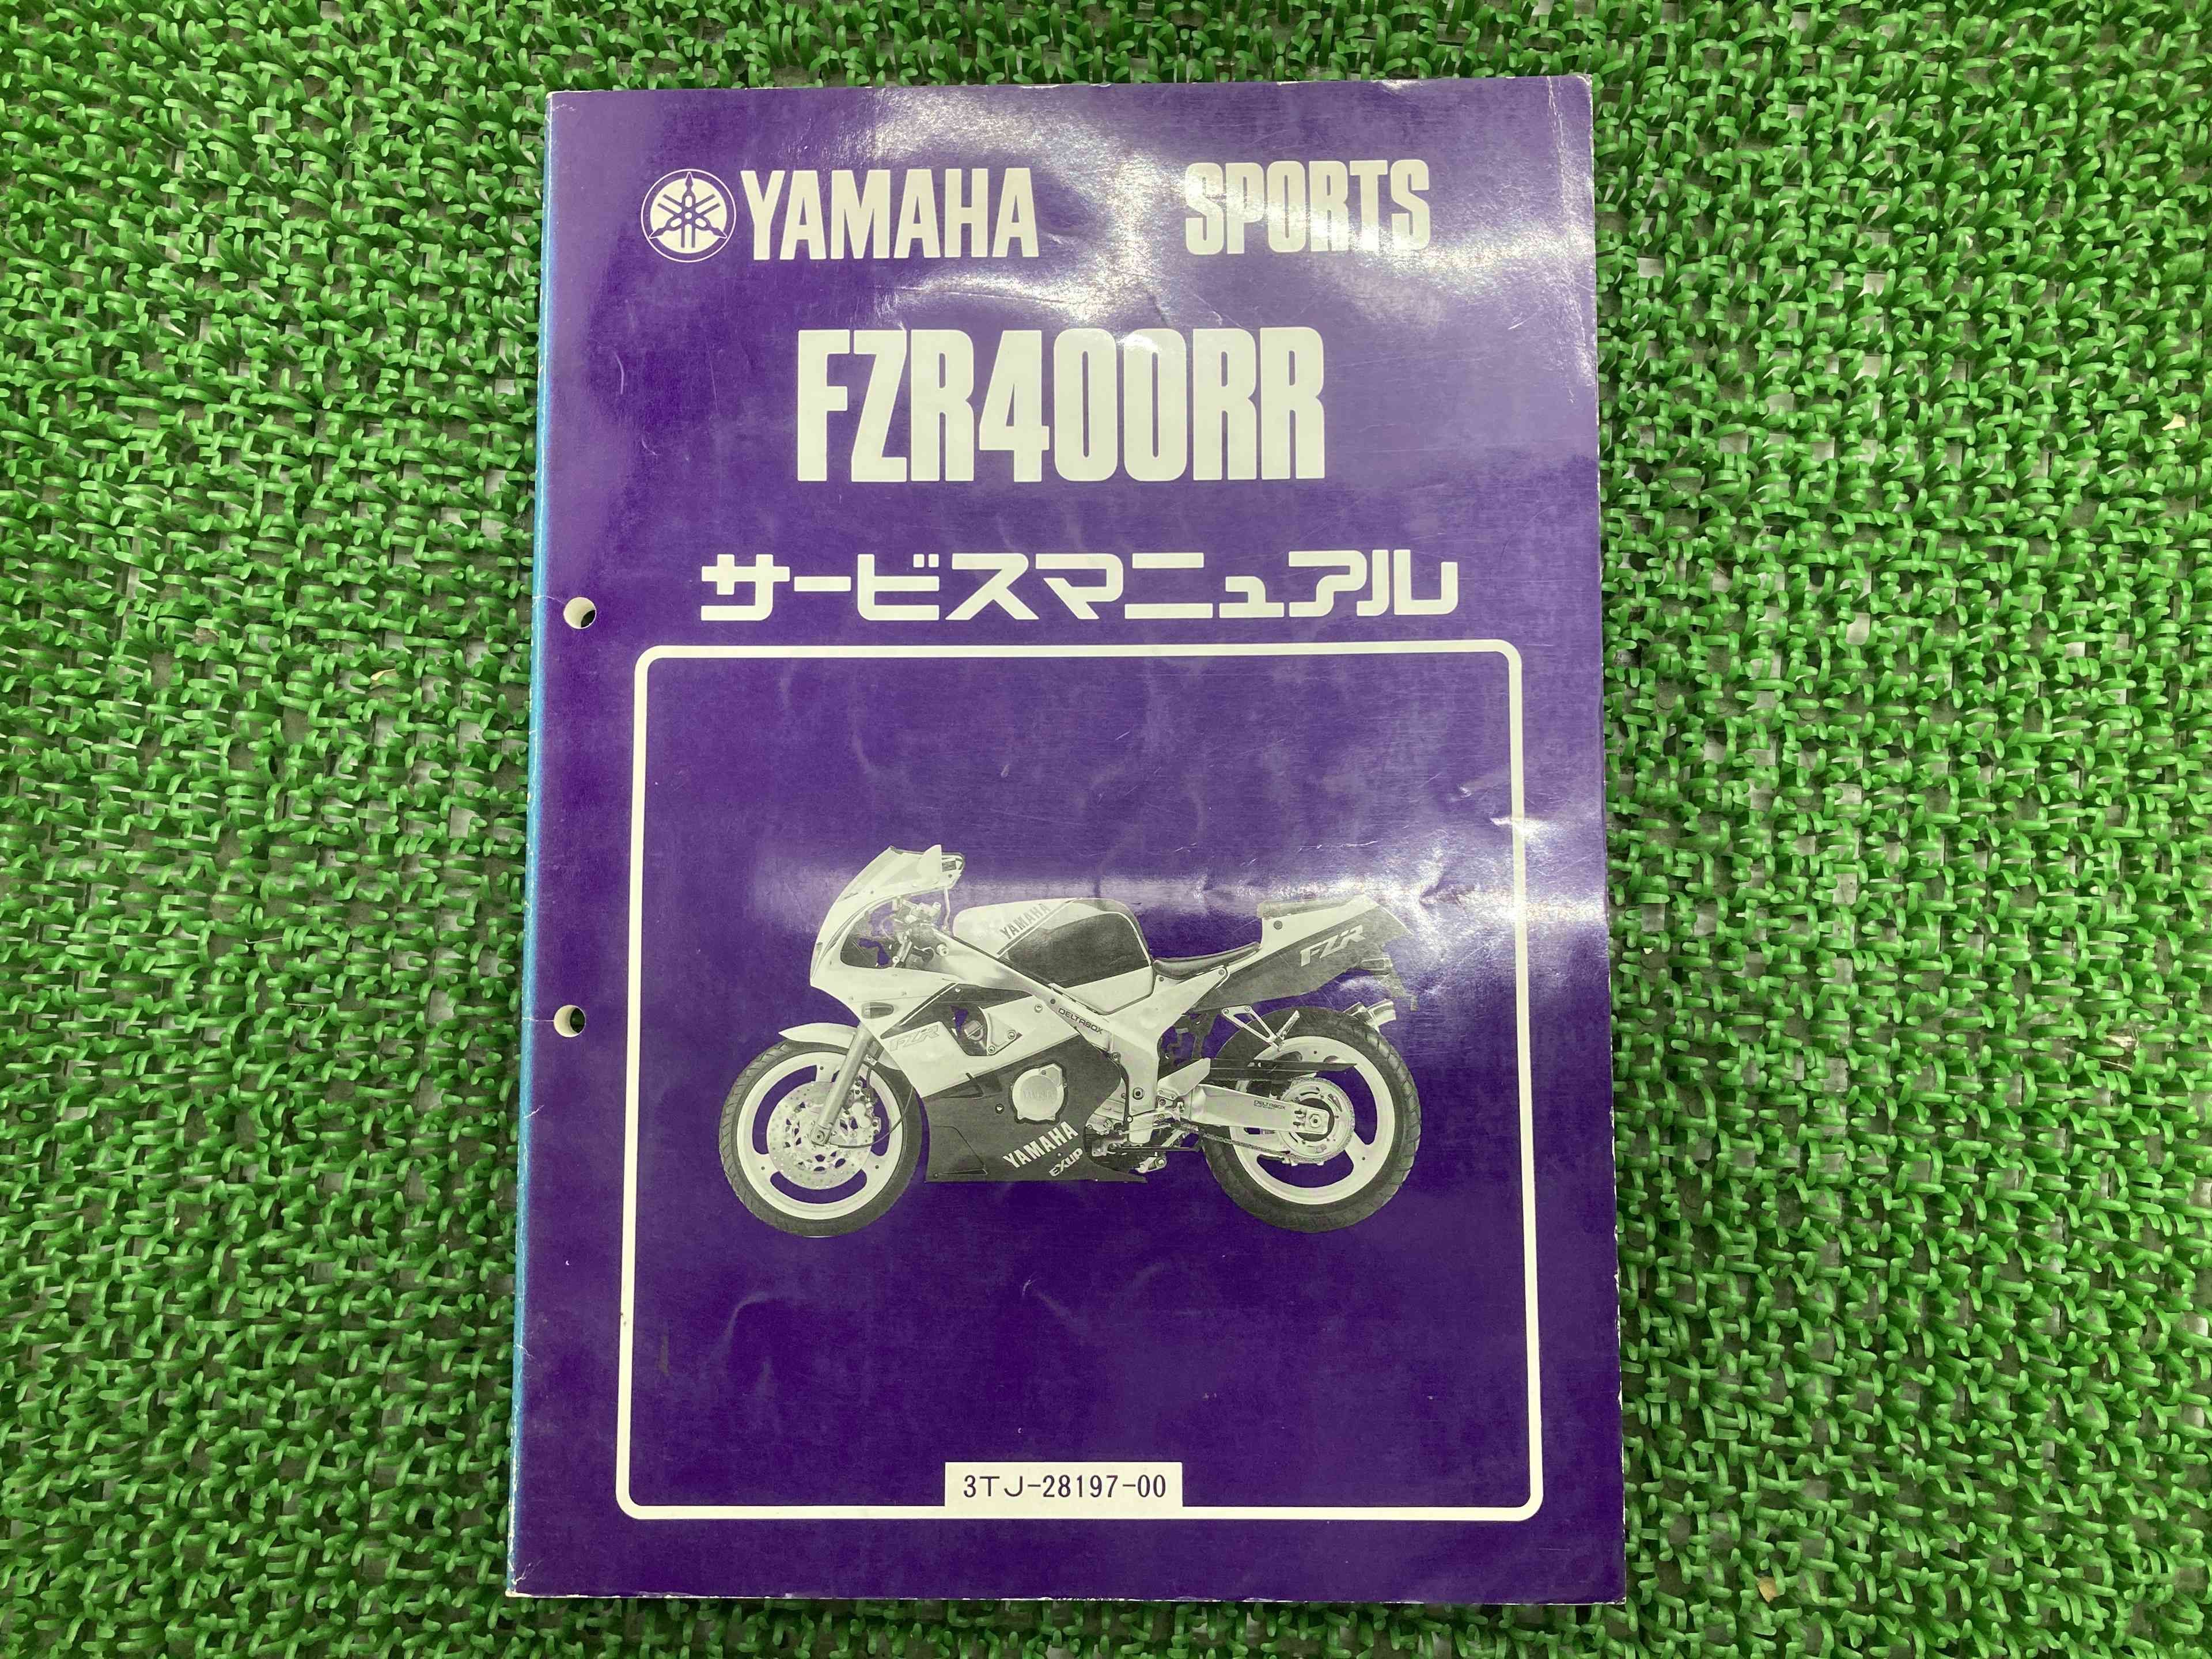 YAMAHA SPORTS
FZR400RR
サービスマニュアル
YAMAHA
FZR
DELTABOX
FZR
DELTABOX
YAMAHA
EXUP
3TJ-28197-00